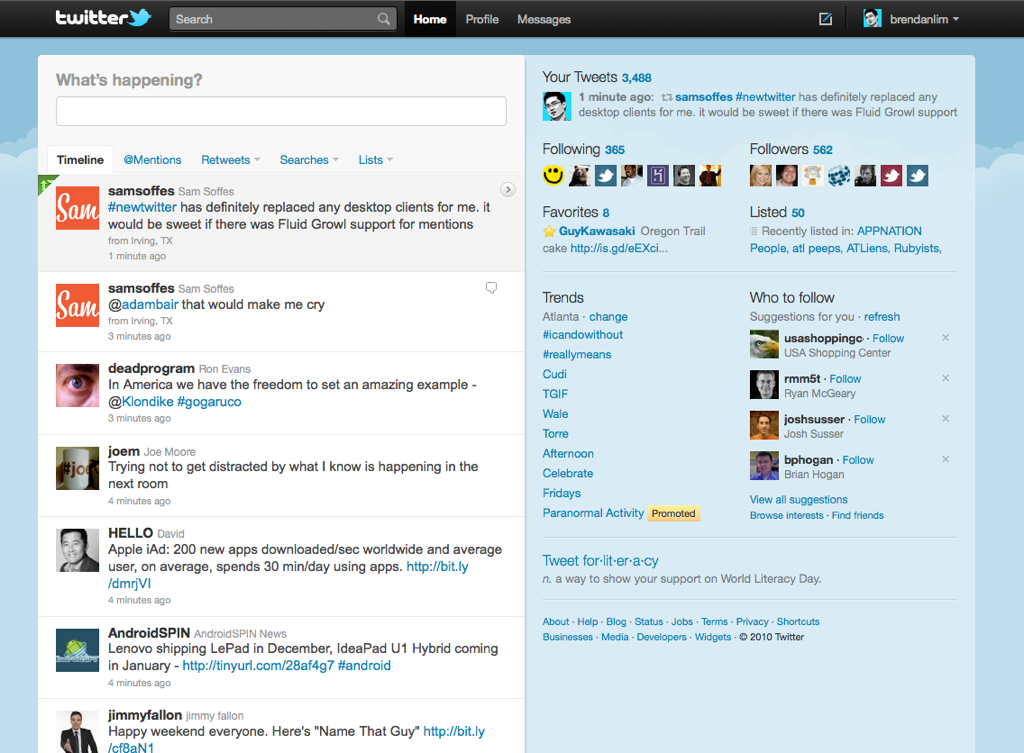 twitter
Search
Home
Profile
Messages
brendanlim
What's happening?
Timeline
@Mentions
Retweets
Searches
Lists
samsoffes Sam Soffes
#newtwitter has definitely replaced any desktop clients for me. it
would be sweet if there was Fluid Growl support for mentions
from Irving, TX
1 minute ago
Sam
samsoffes Sam Soffes
@adambair that would make me cry
from Irving, TX
3 minutes ago
Sam
deadprogram Ron Evans
In America we have the freedom to set an amazing example -
@Klondike #gogaruco
3 minutes ago
joem Joe Moore
Trying not to get distracted by what I know is happening in the
next room
4 minutes ago
#joe
HELLO David
Apple iAd: 200 new apps downloaded/sec worldwide and average
user, on average, spends 30 min/day using apps. http://bit.ly
/dmrjVI
4 minutes ago
AndroidSPIN AndroidSPIN News
Lenovo shipping LePad in December, IdeaPad U1 Hybrid coming
in January - http://tinyurl.com/28af4g7 #android
4 minutes ago
jimmyfallon jimmy fallon
Happy weekend everyone. Here's "Name That Guy" http://bit.ly
/cf8aN1
Your Tweets 3,488
1 minute ago: samsoffes #newtwitter has definitely replaced any
desktop clients for me. it would be sweet if there was Fluid Growl support
Following 365
Followers 562
Favorites 8
GuyKawasaki Oregon Trail
cake http://is.gd/eEXci...
Listed 50
Recently listed in: APPNATION
People, atl peeps, ATLiens, Rubyists,
Trends
Atlanta · change
#icandowithout
#reallymeans
Cudi
TGIF
Wale
Torre
Afternoon
Celebrate
Fridays
Paranormal Activity Promoted
Who to follow
Suggestions for you · refresh
usashoppingc · Follow
USA Shopping Center
rmm5t · Follow
Ryan McGeary
joshsusser · Follow
Josh Susser
bphogan · Follow
Brian Hogan
View all suggestions
Browse interests · Find friends
Tweet for·lit·er·a·cy
n. a way to show your support on World Literacy Day.
About · Help · Blog · Status · Jobs · Terms · Privacy · Shortcuts
Businesses · Media · Developers · Widgets · © 2010 Twitter